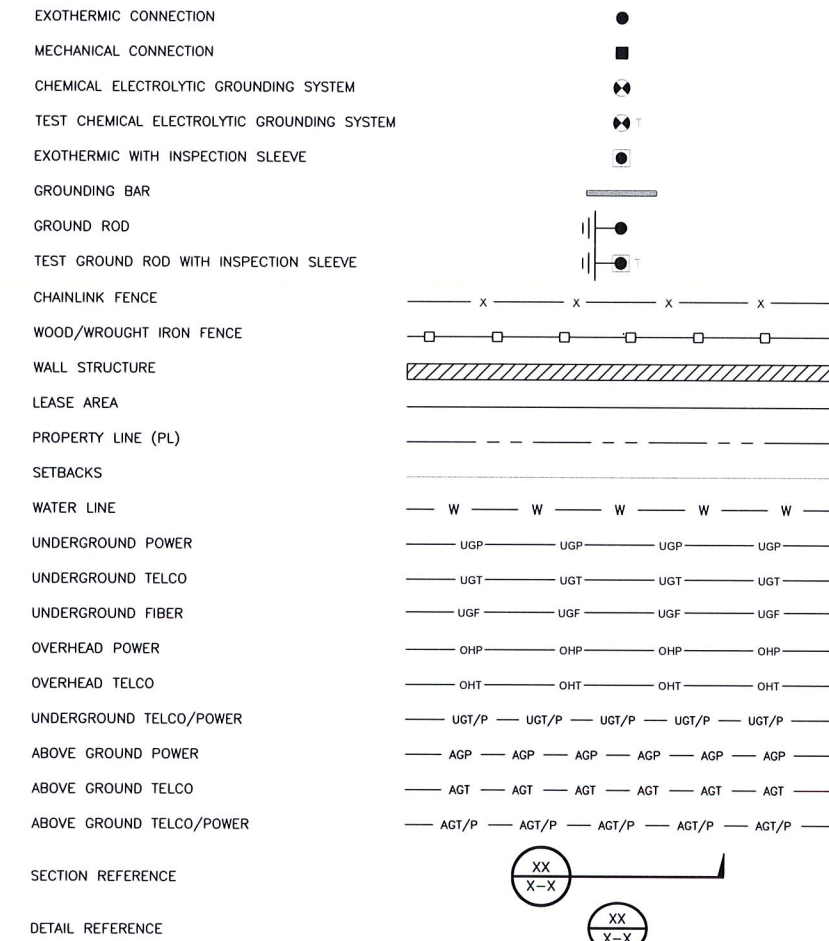 EXOTHERMIC CONNECTION
MECHANICAL CONNECTION
CHEMICAL ELECTROLYTIC GROUNDING SYSTEM
TEST CHEMICAL ELECTROLYTIC GROUNDING SYSTEM T
EXOTHERMIC WITH INSPECTION SLEEVE
GROUNDING BAR
GROUND ROD
TEST GROUND ROD WITH INSPECTION SLEEVE T
CHAINLINK FENCE X X X X
WOOD/WROUGHT IRON FENCE
WALL STRUCTURE
LEASE AREA
PROPERTY LINE (PL)
SETBACKS
WATER LINE W W W W W
UNDERGROUND POWER UGP UGP UGP UGP
UNDERGROUND TELCO UGT UGT UGT UGT
UNDERGROUND FIBER UGF UGF UGF UGF
OVERHEAD POWER OHP OHP OHP OHP
OVERHEAD TELCO OHT OHT OHT OHT
UNDERGROUND TELCO/POWER UGT/P UGT/P UGT/P UGT/P UGT/P
ABOVE GROUND POWER AGP AGP AGP AGP AGP AGP
ABOVE GROUND TELCO AGT AGT AGT AGT AGT AGT
ABOVE GROUND TELCO/POWER AGT/P AGT/P AGT/P AGT/P AGT/P
XX
SECTION REFERENCE
X-X
XX
DETAIL REFERENCE
X-X